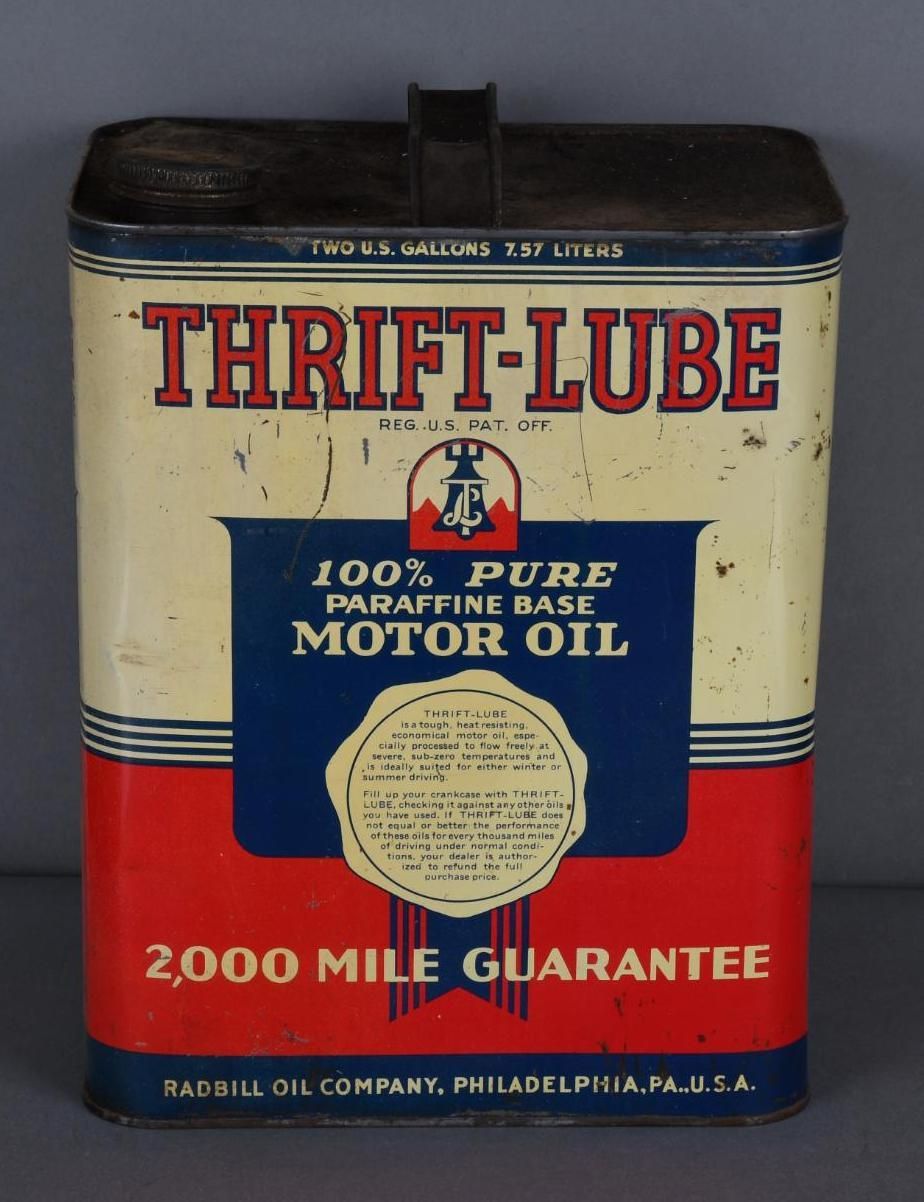 TWO U.S. GALLONS 7.57 LITERS
THRIFT-LUBE
REG. U.S. PAT. OFF.
100% PURE
PARAFFINE BASE
MOTOR OIL
THRIFT-LUBE
is a tough, heat resisting,
economical motor oil, espe-
cially processed to flow freely at
severe, sub-zero temperatures and
is ideally suited for either winter or
summer driving.
Fill up your crankcase with THRIFT-
LUBE, checking it against any other oils
you have used. If THRIFT-LUBE does
not equal or better the performance
of these oils for every thousand miles
of driving under normal condi-
tions, your dealer is author-
ized to refund the full
purchase price.
2,000 MILE GUARANTEE
RADBILL OIL COMPANY, PHILADELPHIA, PA., U.S.A.